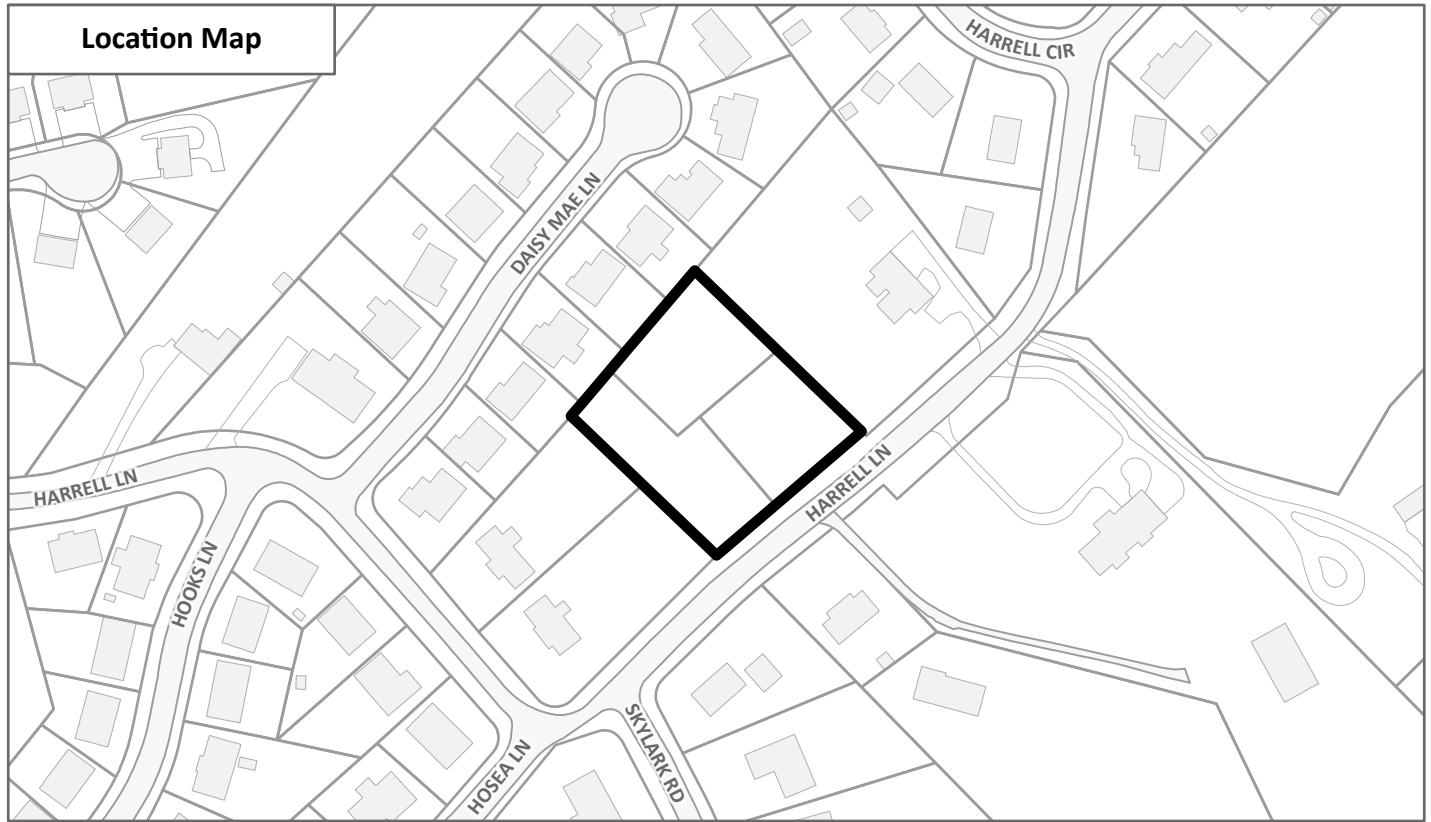 Location Map
HARRELL CIR
DAISY MAE LN
HARRELL LN
HARRELL LN
HOOKS LN
SKYLARK RD
HOSEA LN